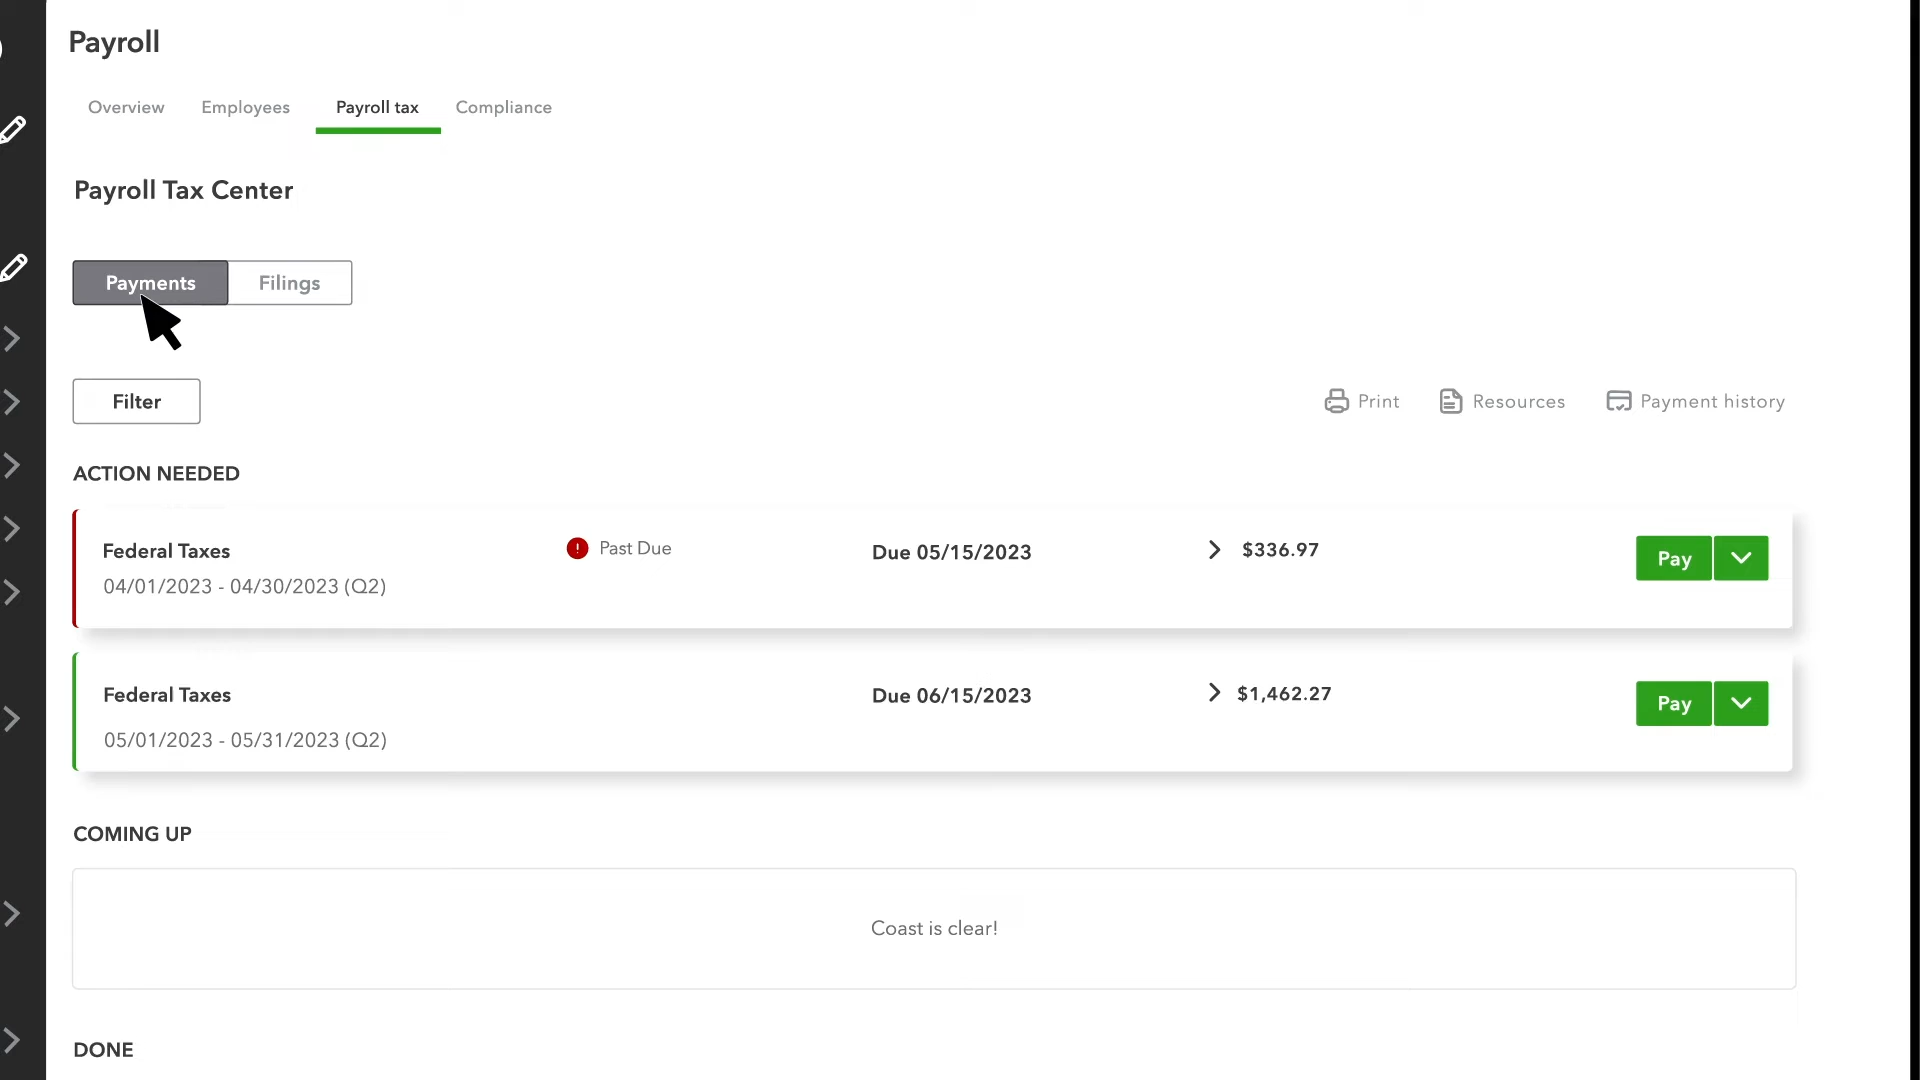 Payroll
Overview Employees Payroll tax Compliance
Payroll Tax Center
Payments Filings
Filter Print Resources Payment history
ACTION NEEDED
Federal Taxes Past Due Due 05/15/2023 $336.97 Pay
04/01/2023 - 04/30/2023 (Q2)
Federal Taxes Due 06/15/2023 $1,462.27 Pay
05/01/2023 - 05/31/2023 (Q2)
COMING UP
Coast is clear!
DONE